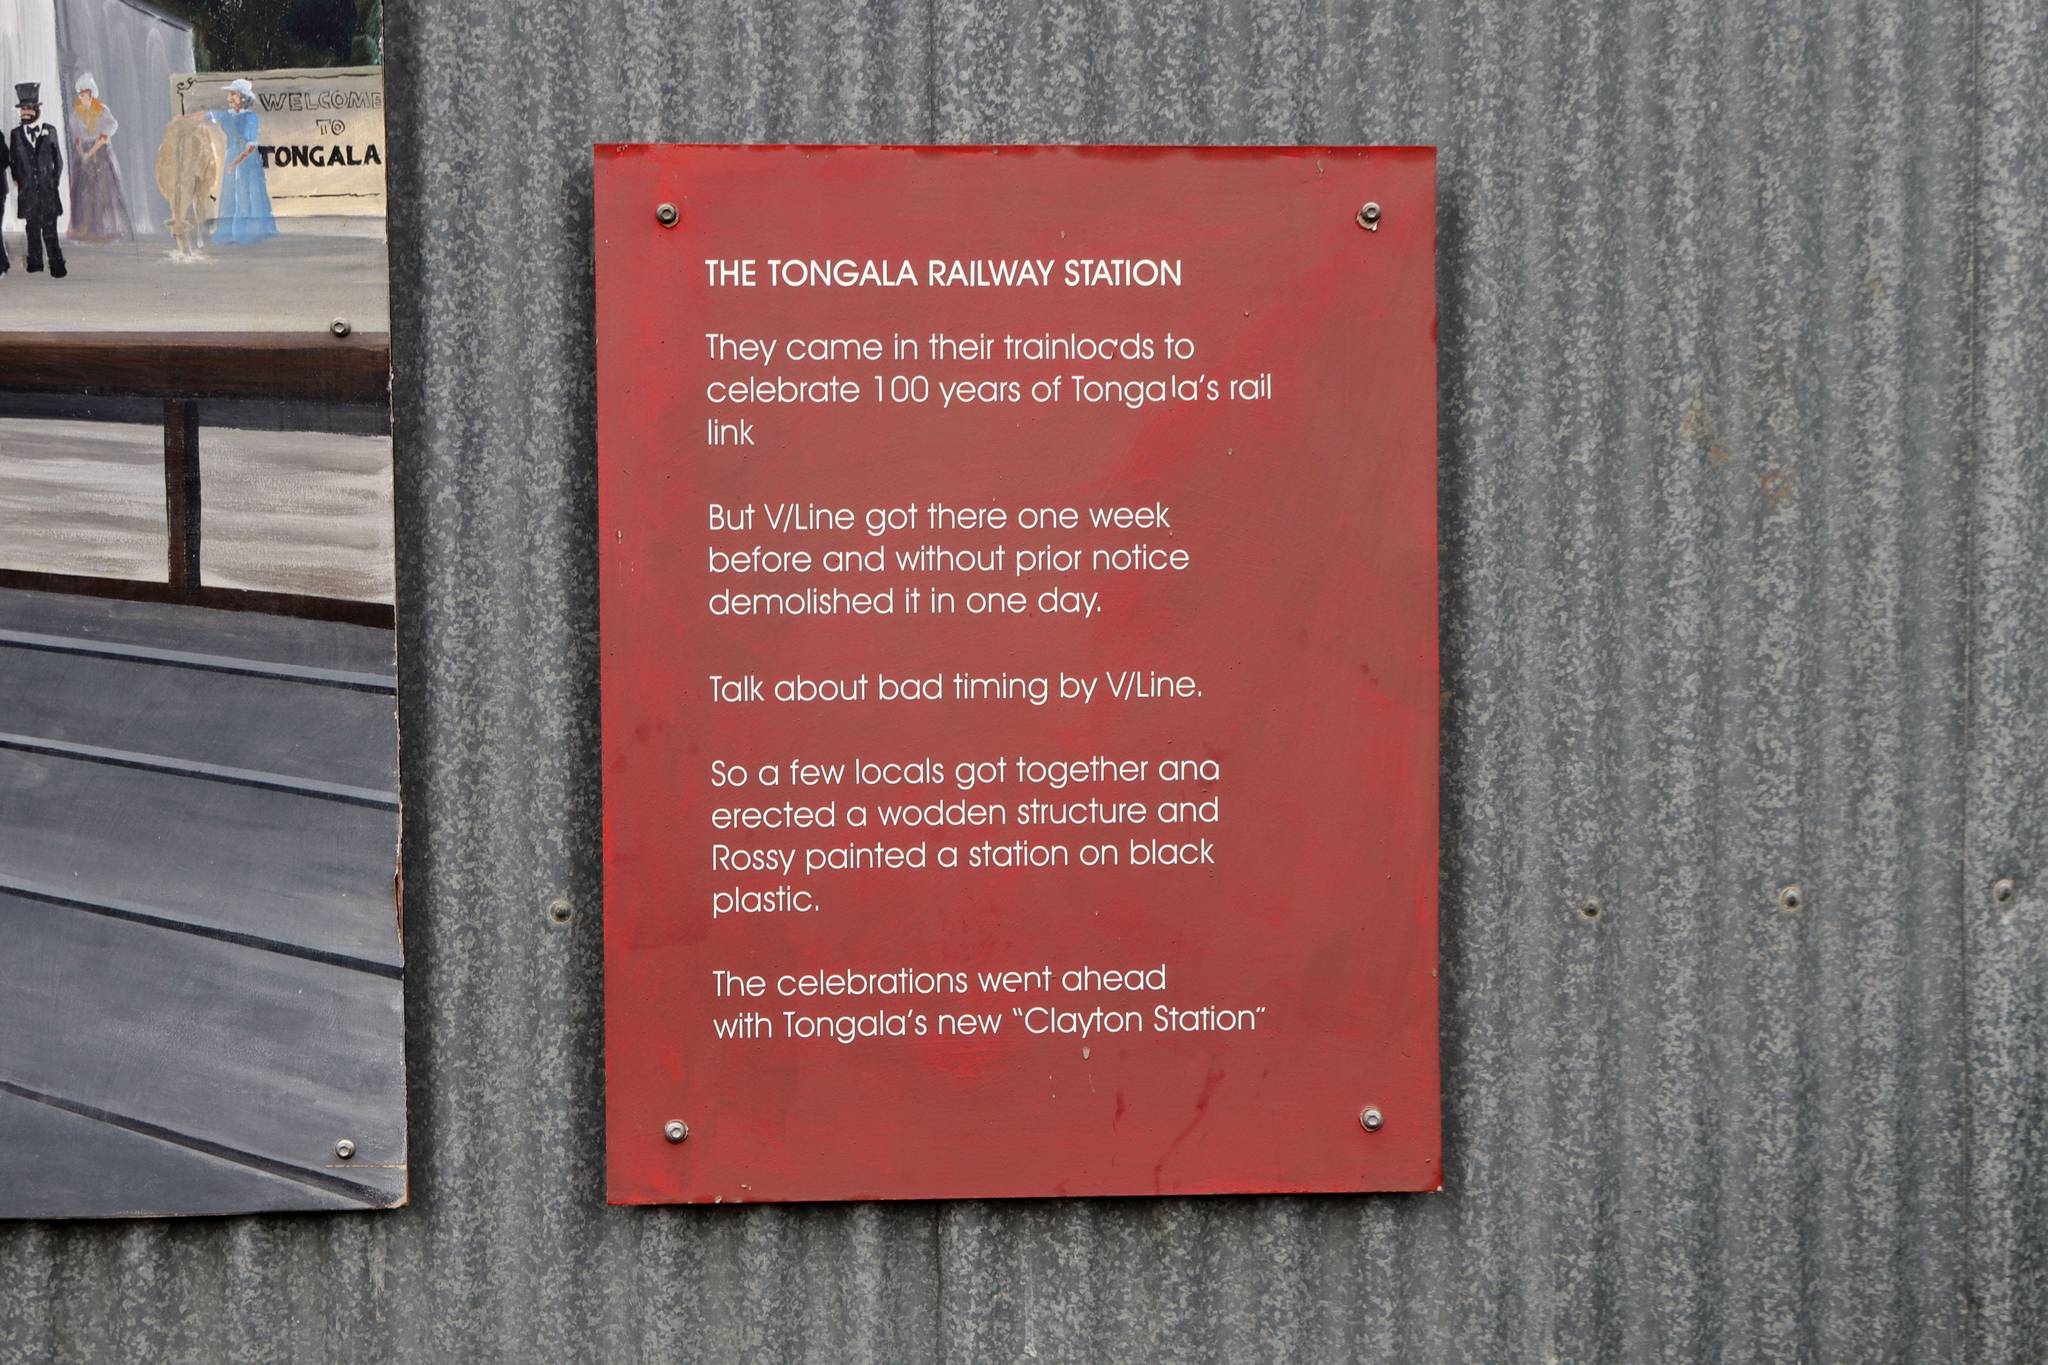 WELCOME
TO
TONGALA
THE TONGALA RAILWAY STATION
They came in their trainloads to
celebrate 100 years of Tongala's rail
link
But V/Line got there one week
before and without prior notice
demolished it in one day.
Talk about bad timing by V/Line.
So a few locals got together and
erected a wodden structure and
Rossy painted a station on black
plastic.
The celebrations went ahead
with Tongala's new "Clayton Station"